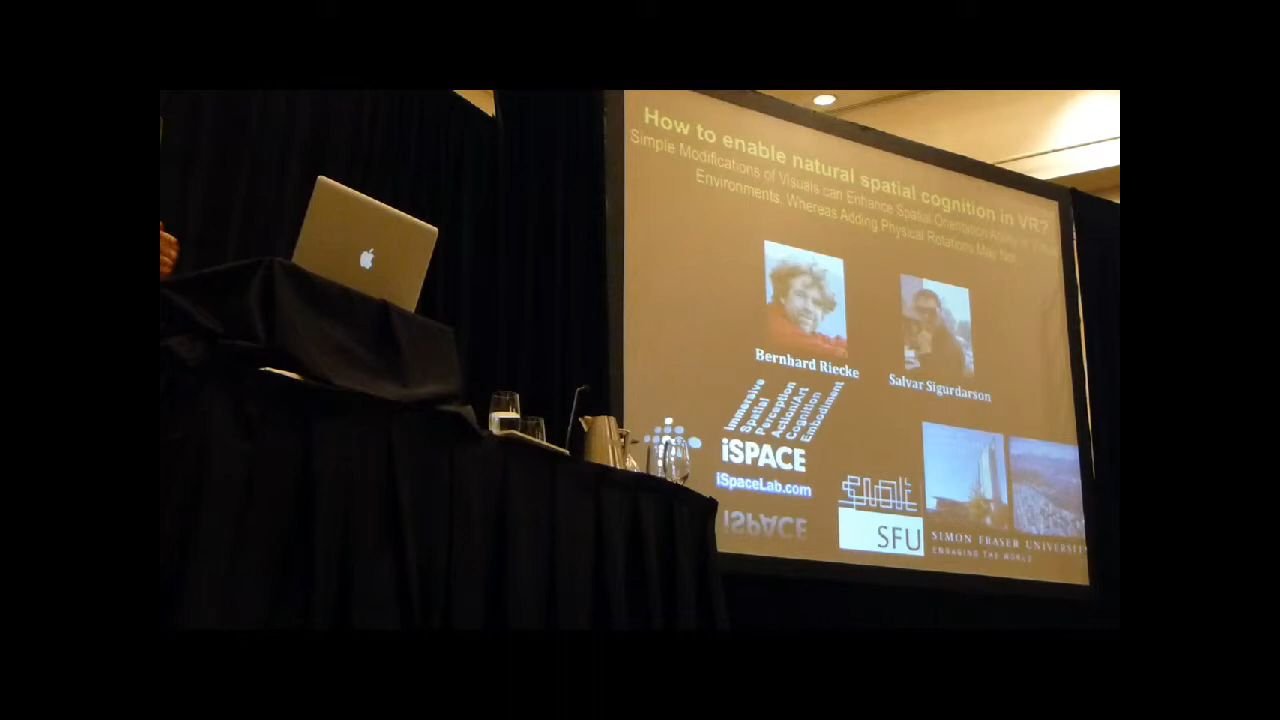 How to enable natural spatial cognition in VR?
Simple Modifications of Visuals can Enhance Spatial Orientation Ability in Virtual
Environments, Whereas Adding Physical Rotations May Not
Bernhard Riecke
Salvar Sigurdarson
Immersive
Spatial
Perception
Action/Art
Cognition
Embodiment
iSPACE
iSpaceLab.com
iSPACE
SIAT
SFU
SIMON FRASER UNIVERSITY
ENGAGING THE WORLD